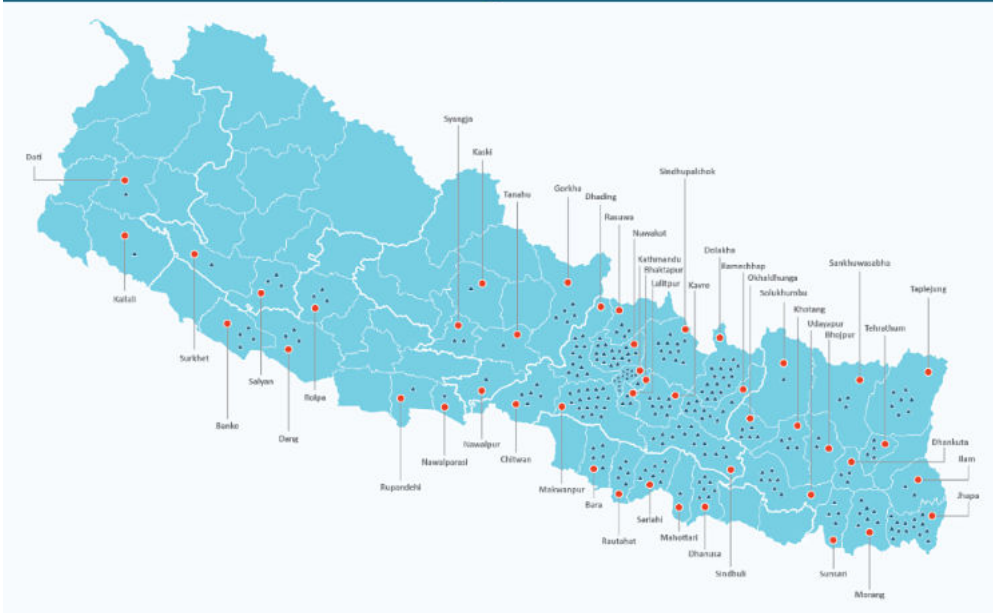 Doti
Kailali
Surkhet
Banke
Salyan
Dang
Rolpa
Syangja
Kaski
Tanahu
Gorkha
Dhading
Rasuwa
Nuwakot
Kathmandu
Bhaktapur
Lalitpur
Sindhupalchok
Kavre
Dolakha
Rameshhap
Okhaldhunga
Solukhumbu
Khotang
Udayapur
Bhojpur
Sankhuwasabha
Tehrathum
Taplejung
Dhankuta
Ilam
Jhapa
Rupandehi
Nawalparasi
Nawalpur
Chitwan
Makwanpur
Bara
Rautahat
Sarlahi
Mahottari
Dhanusa
Sindhuli
Sunsari
Morang